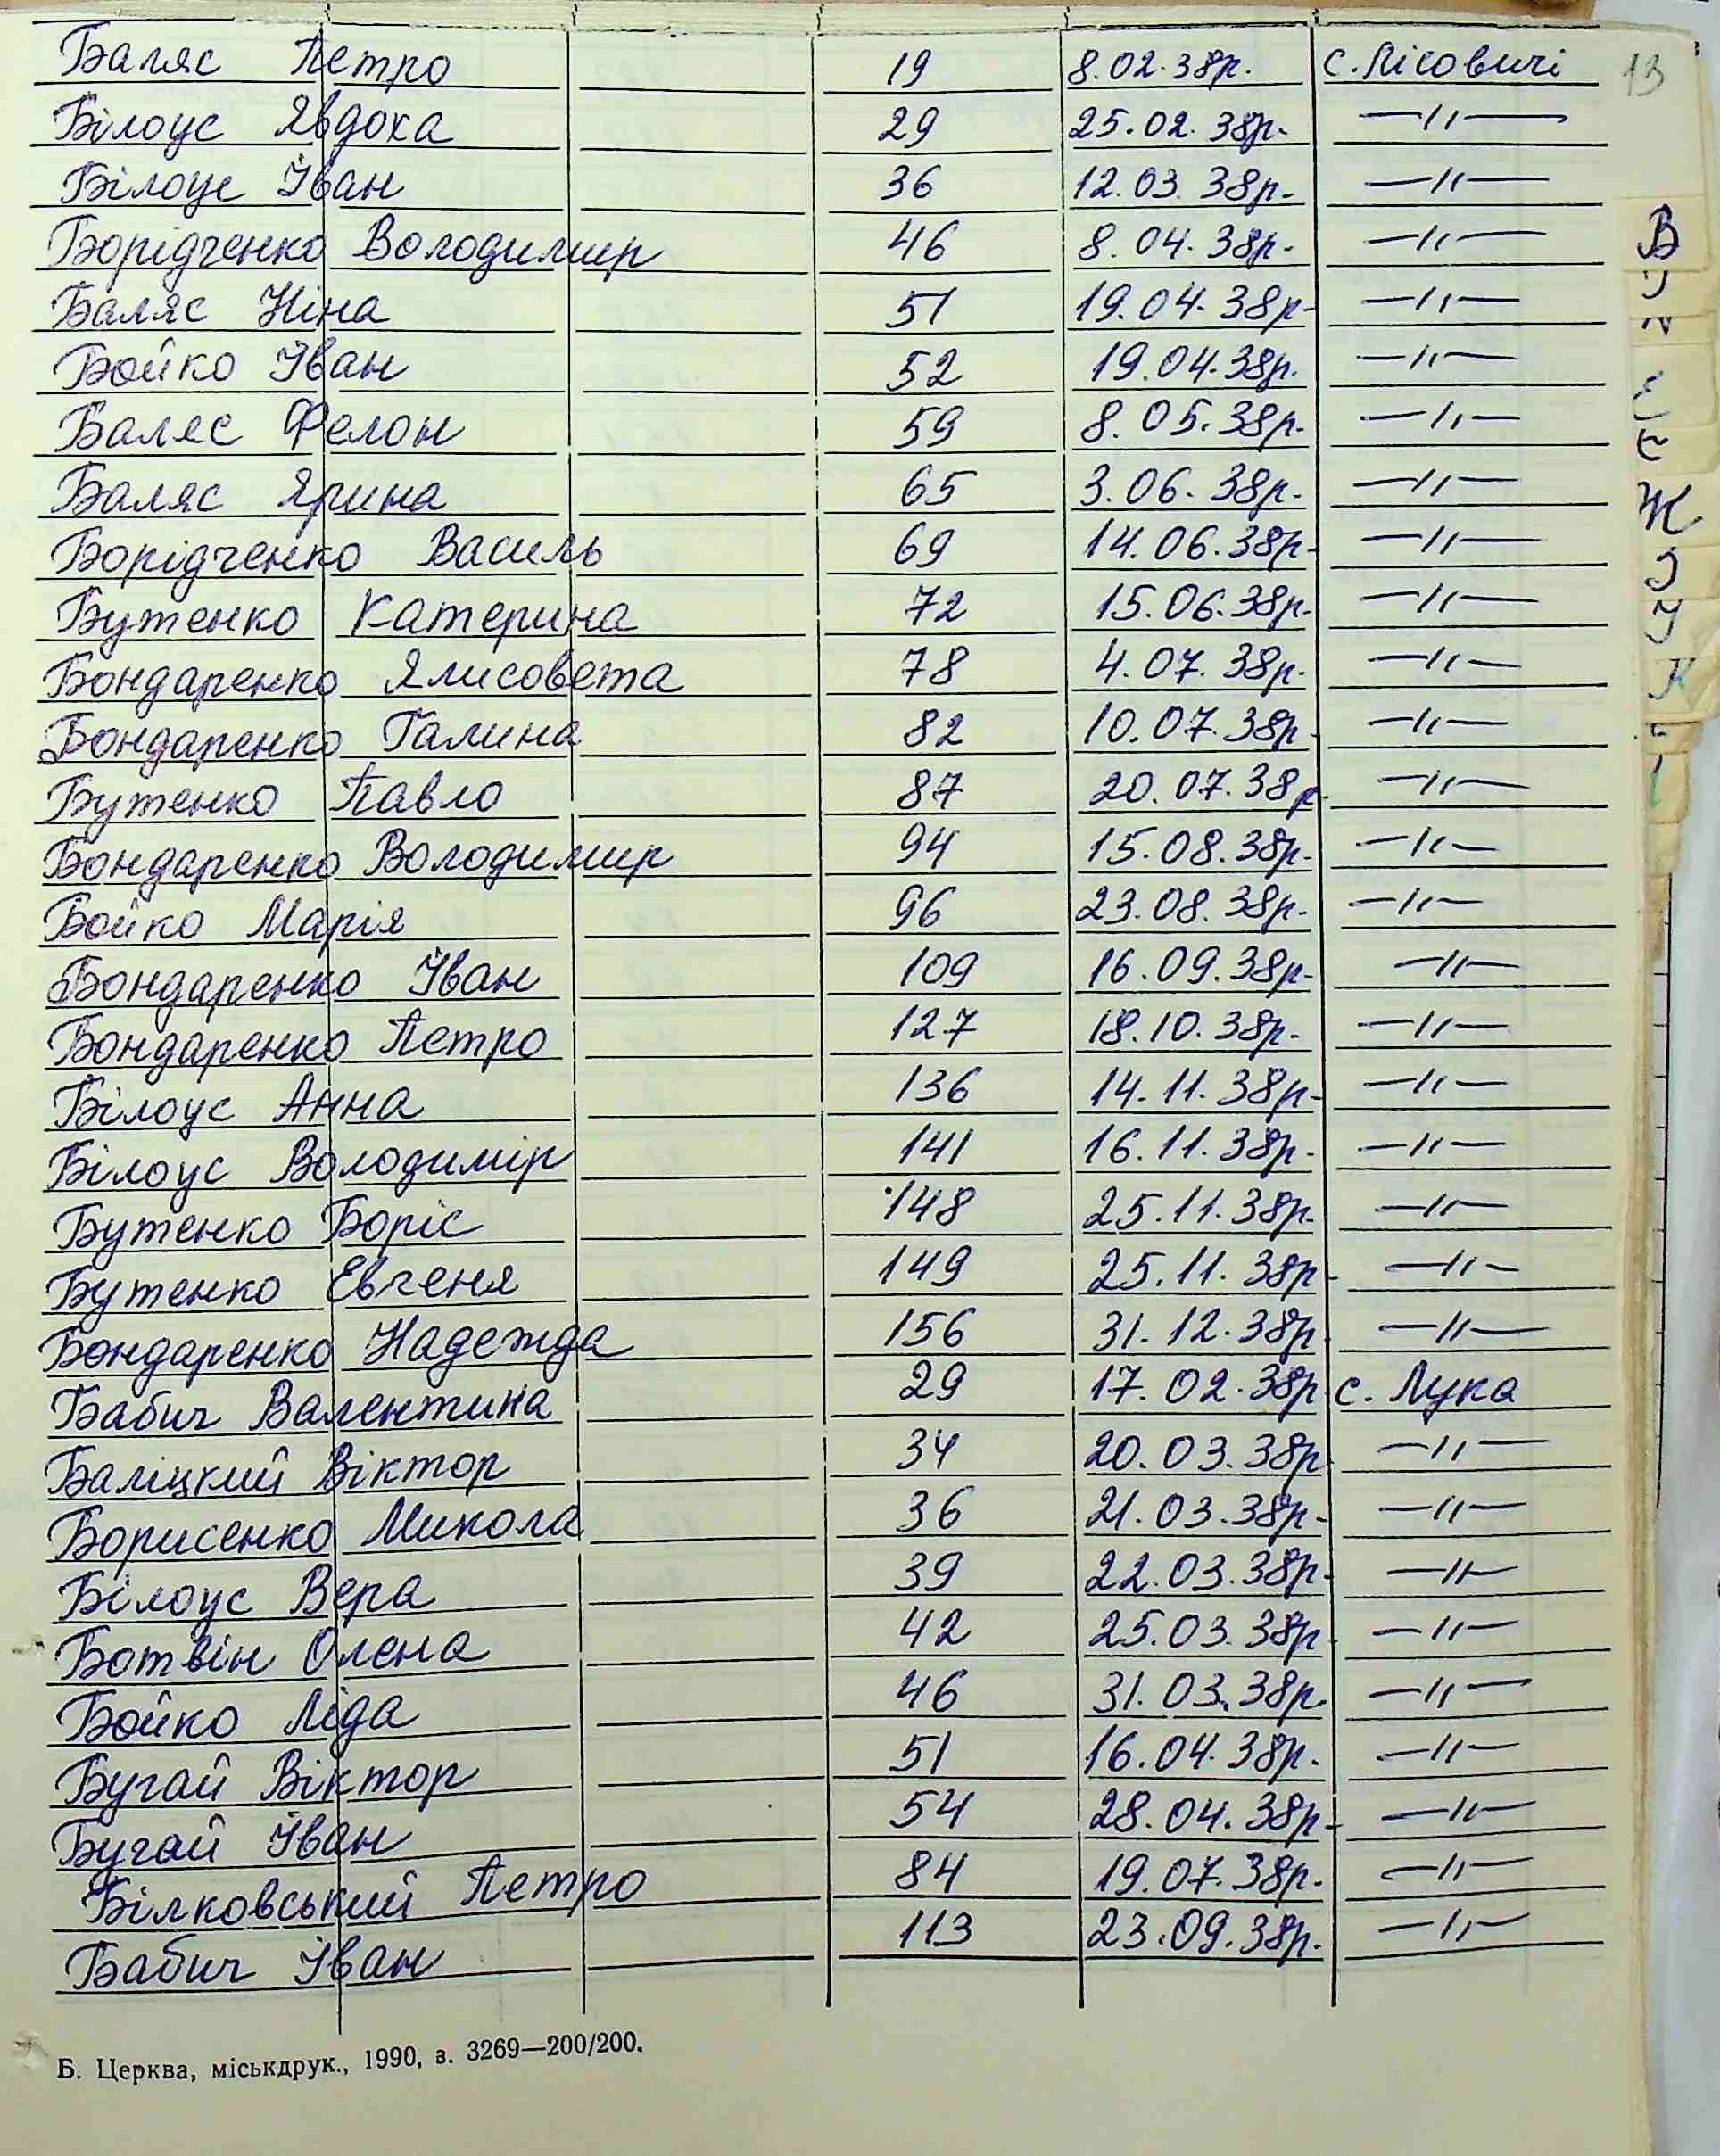 Баляс Петро 19 8.02.38р. с. Лісовичі 13
Білоус Явдока 29 25.02.38р. —//—
Білоус Іван 36 12.03.38р. —//—
Борідченко Володимир 46 8.04.38р. —//— В
Баляс Ніна 51 19.04.38р. —//—
Бойко Іван 52 19.04.38р. —//—
Баляс Филон 59 8.05.38р. —//—
Баляс Ярина 65 3.06.38р. —//— Ж
Борідченко Василь 69 14.06.38р. —//— З
Бутенко Катерина 72 15.06.38р. —//— У
Бондаренко Ялисовета 78 4.07.38р. —//— К
Бондаренко Галина 82 10.07.38р. —//—
Бутенко Павло 87 20.07.38р. —//—
Бондаренко Володимир 94 15.08.38р. —//—
Бойко Марія 96 23.08.38р. —//—
Бондаренко Іван 109 16.09.38р. —//—
Бондаренко Петро 127 18.10.38р. —//—
Білоус Анна 136 14.11.38р. —//—
Білоус Володимір 141 16.11.38р. —//—
Бутенко Боріс 148 25.11.38р. —//—
Бутенко Евгеня 149 25.11.38р. —//—
Бондаренко Надежда 156 31.12.38р. —//—
Бабич Валентина 29 17.02.38р с. Лука
Баліцкий Віктор 34 20.03.38р —//—
Борисенко Микола 36 21.03.38р. —//—
Білоус Вера 39 22.03.38р. —//—
Ботвін Олена 42 25.03.38р. —//—
Бойко Ліда 46 31.03.38р. —//—
Бугай Віктор 51 16.04.38р. —//—
Бугай Іван 54 28.04.38р. —//—
Білковський Петро 84 19.07.38р. —//—
Бабич Іван 113 23.09.38р. —//—
Б. Церква, міськдрук., 1990, з. 3269—200/200.